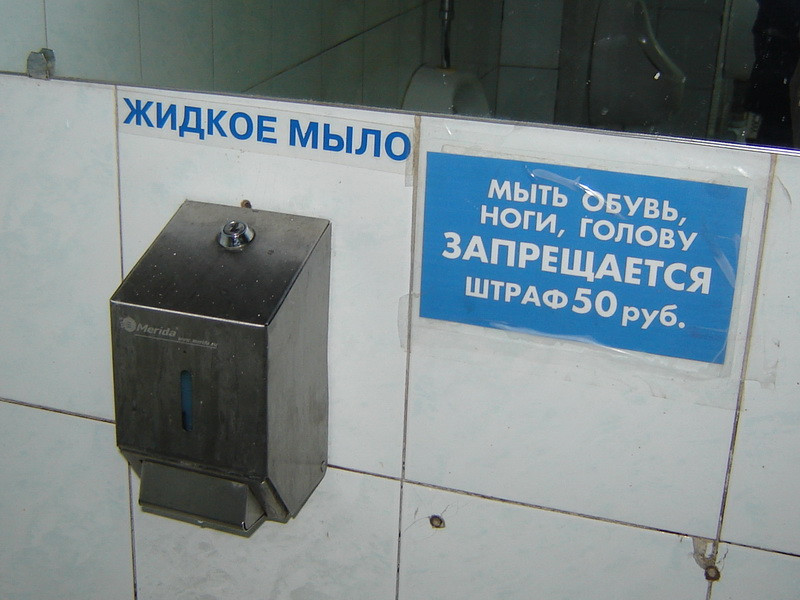 ЖИДКОЕ МЫЛО
МЫТЬ ОБУВЬ,
НОГИ, ГОЛОВУ
ЗАПРЕЩАЕТСЯ
ШТРАФ 50 руб.
Merida